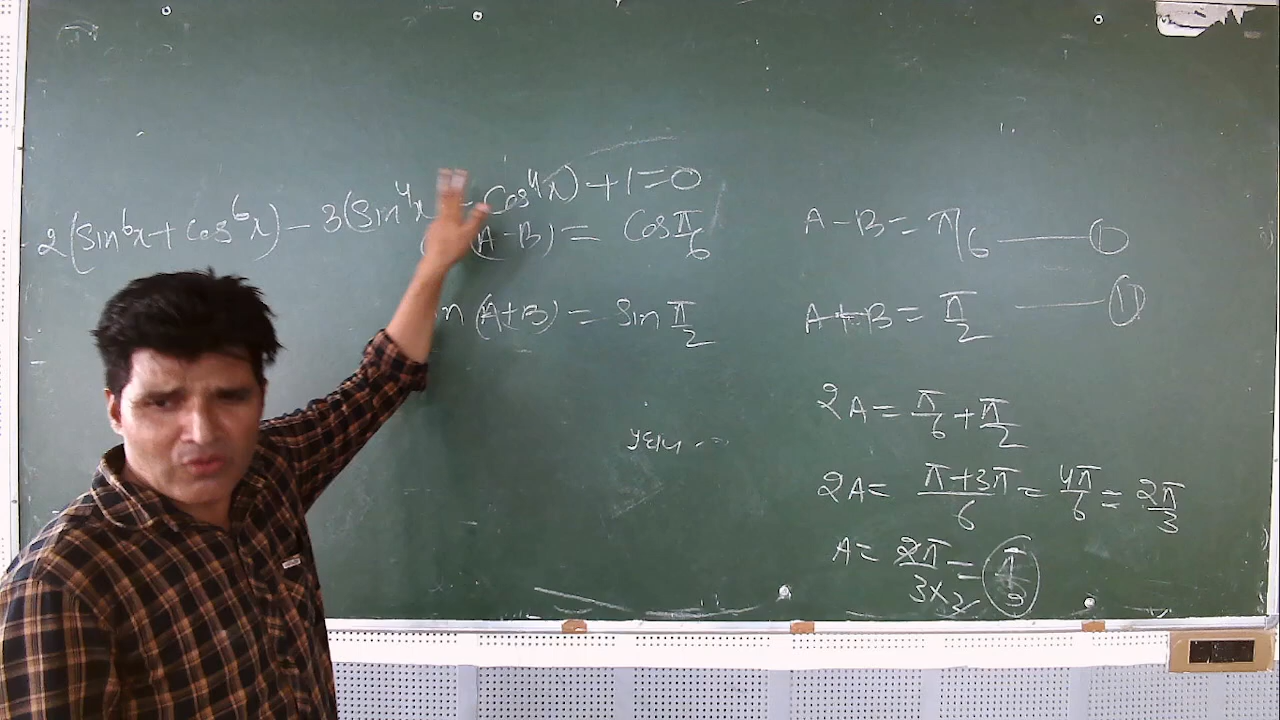 2(Sin⁶x + Cos⁶x) – 3(Sin⁴x Cos⁴x) + 1 = 0
(A – B) = Cos π/6
n (A + B) = Sin π/2
A – B = π/6 —— ①
A + B = π/2 —— ⑪
2A = π/6 + π/2
2A = (π + 3π)/6 = 4π/6 = 2π/3
A = 2π/(3×2) = π/3